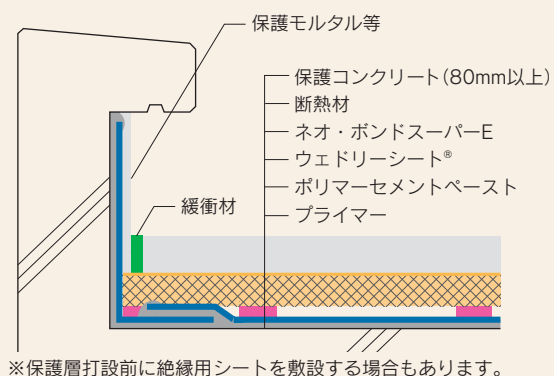 保護モルタル等
保護コンクリート(80mm以上)
断熱材
ネオ・ボンドスーパーE
ウェドリーシート®
ポリマーセメントペースト
プライマー
緩衝材
※保護層打設前に絶縁用シートを敷設する場合もあります。